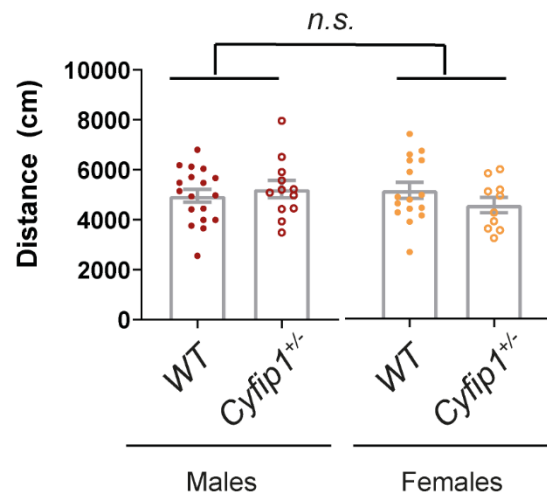 n.s.
Distance (cm)
10000
8000
6000
4000
2000
0
WT
Cyfip1+/-
WT
Cyfip1+/-
Males
Females